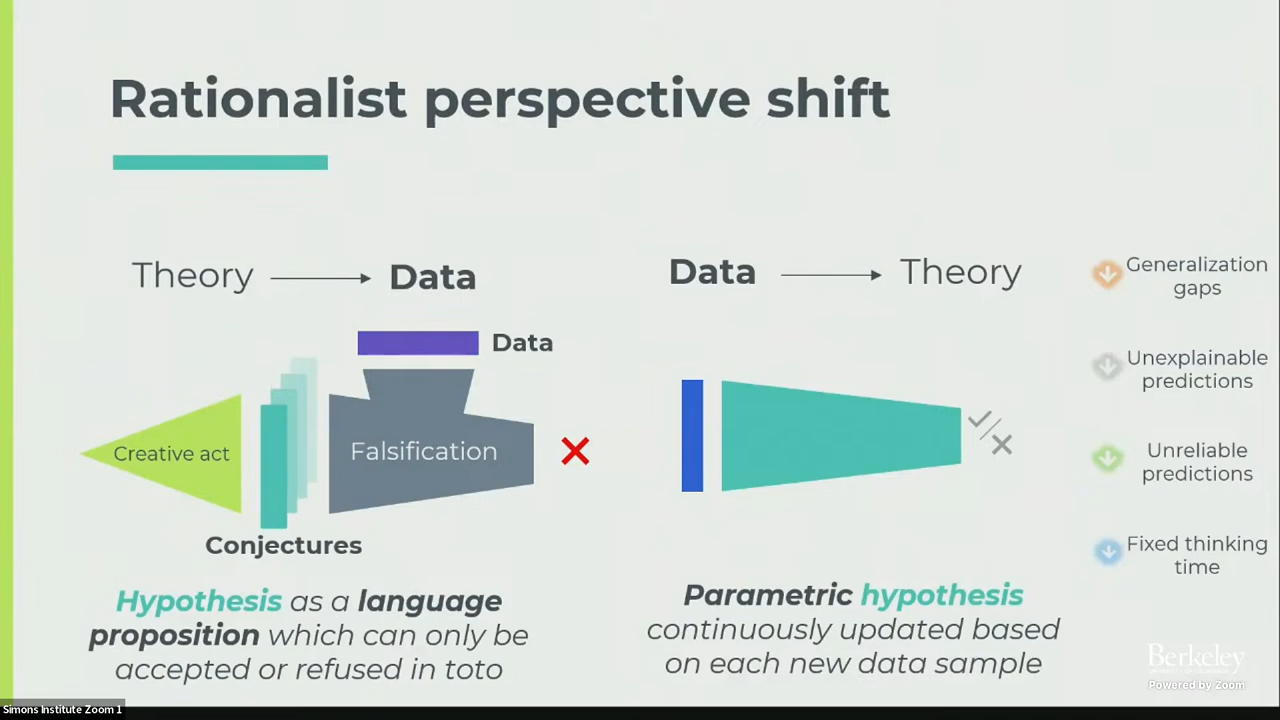 Rationalist perspective shift
Theory
Data
Data
Creative act
Falsification
Conjectures
Hypothesis as a language
proposition which can only be
accepted or refused in toto
Data
Theory
Parametric hypothesis
continuously updated based
on each new data sample
Generalization
gaps
Unexplainable
predictions
Unreliable
predictions
Fixed thinking
time
Berkeley
Powered by Zoom
Simons Institute Zoom 1